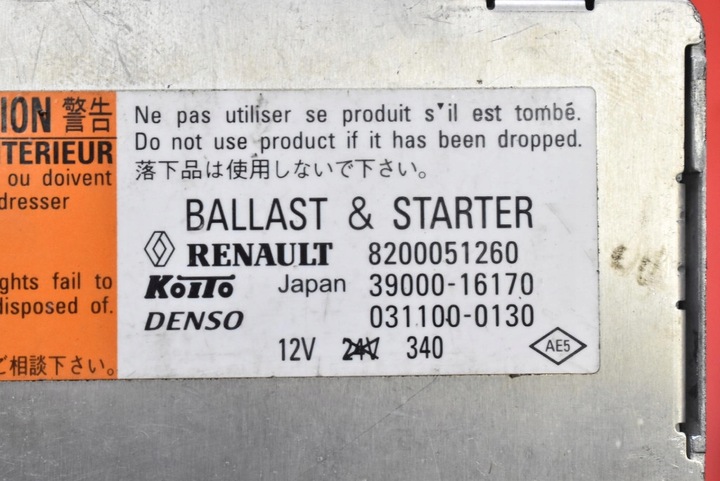 ION 警告
NTERIEUR
ou doivent
dresser
ghts fail to
disposed of.
ご相談下さい。
Ne pas utiliser se produit s'il est tombé.
Do not use product if it has been dropped.
落下品は使用しないで下さい。
BALLAST & STARTER
RENAULT 8200051260
KOITO Japan 39000-16170
DENSO 031100-0130
12V 24V 340
AE5